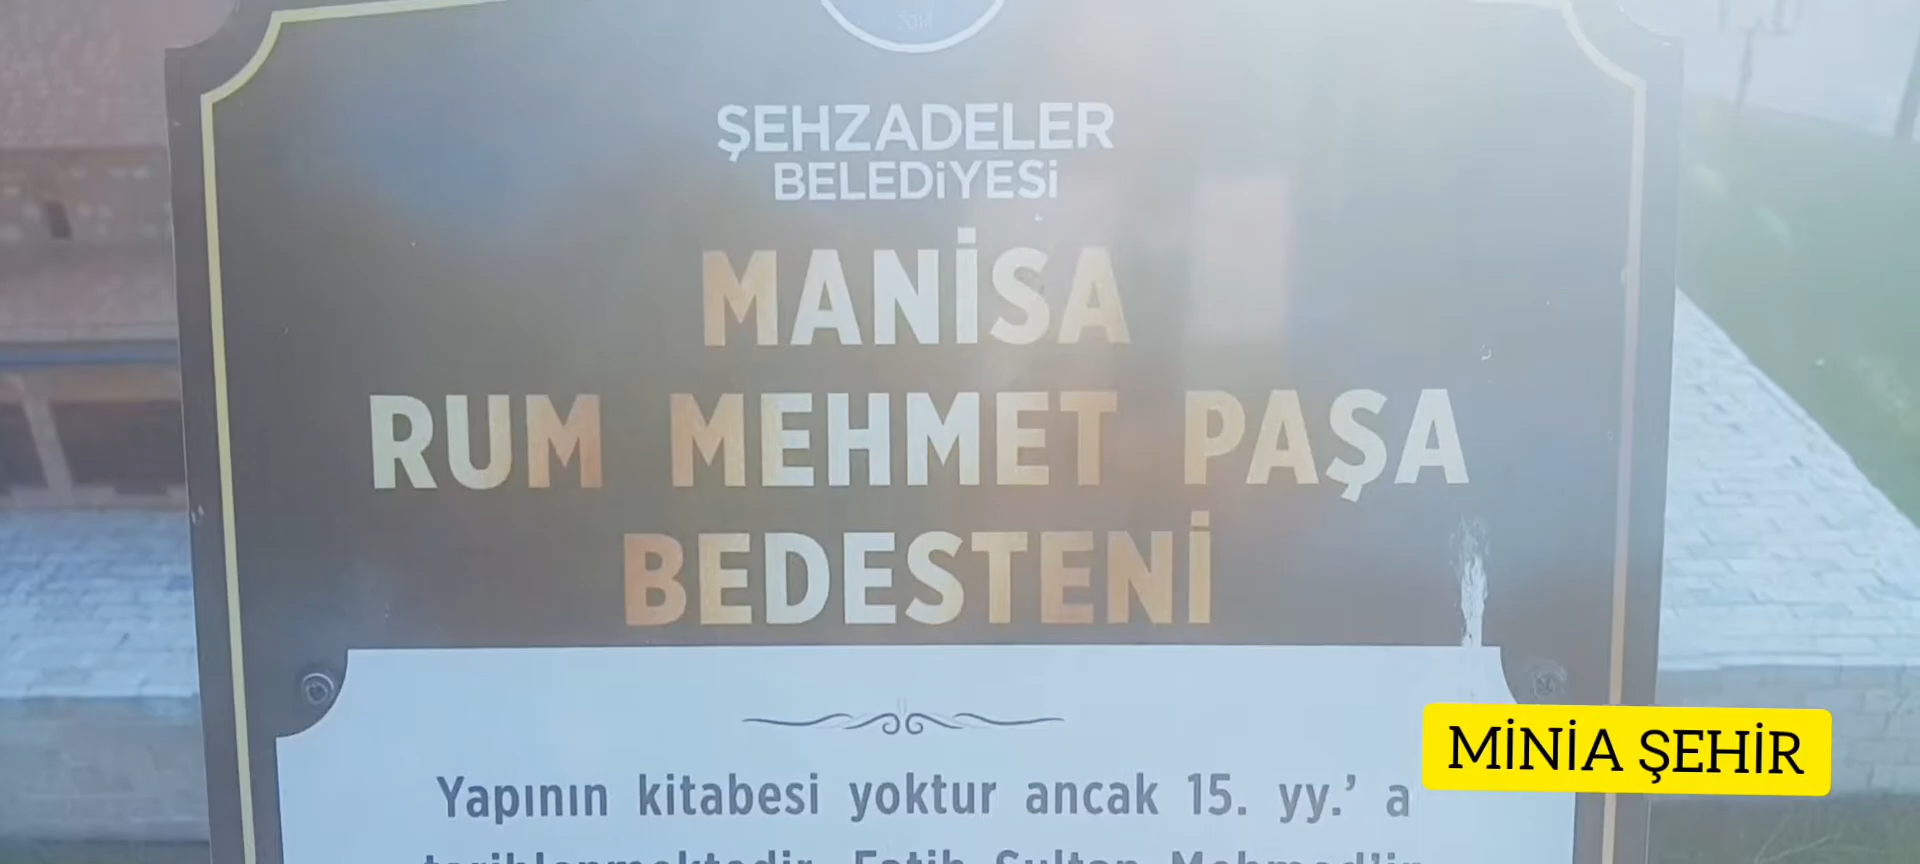 ŞEHZADELER
BELEDİYESİ
MANİSA
RUM MEHMET PAŞA
BEDESTENİ
Yapının kitabesi yoktur ancak 15. yy.' a
MİNİA ŞEHİR